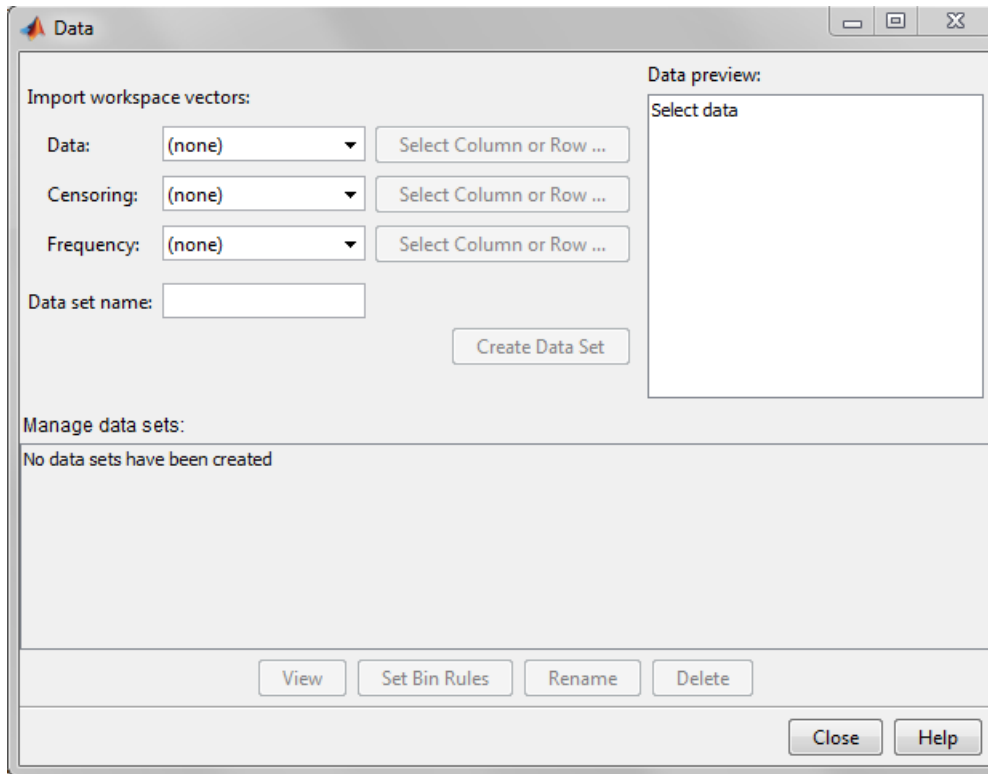 Data
Import workspace vectors:
Data preview:
Select data
Data: (none) Select Column or Row ...
Censoring: (none) Select Column or Row ...
Frequency: (none) Select Column or Row ...
Data set name:
Create Data Set
Manage data sets:
No data sets have been created
View Set Bin Rules Rename Delete
Close Help